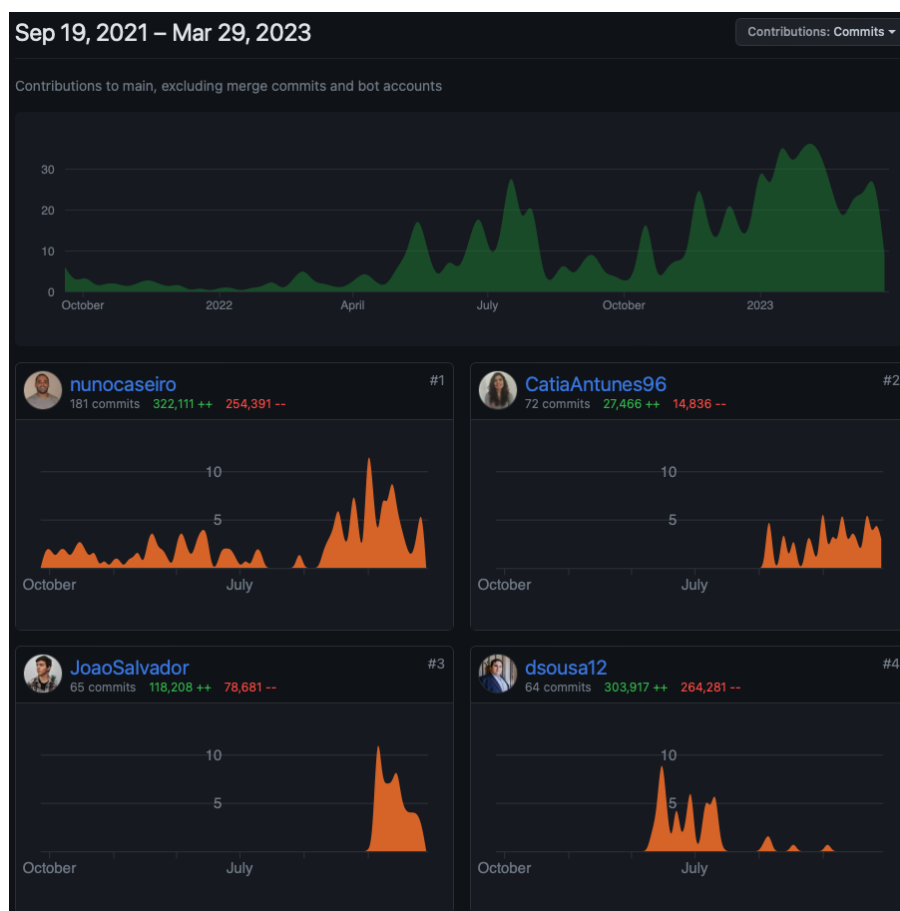 Sep 19, 2021 – Mar 29, 2023
Contributions: Commits
Contributions to main, excluding merge commits and bot accounts
30
20
10
0
October 2022 April July October 2023
nunocaseiro #1
181 commits 322,111 ++ 254,391 --
10
5
October July
CatiaAntunes96 #2
72 commits 27,466 ++ 14,836 --
10
5
October July
JoaoSalvador #3
65 commits 118,208 ++ 78,681 --
10
5
October July
dsousa12 #4
64 commits 303,917 ++ 264,281 --
10
5
October July